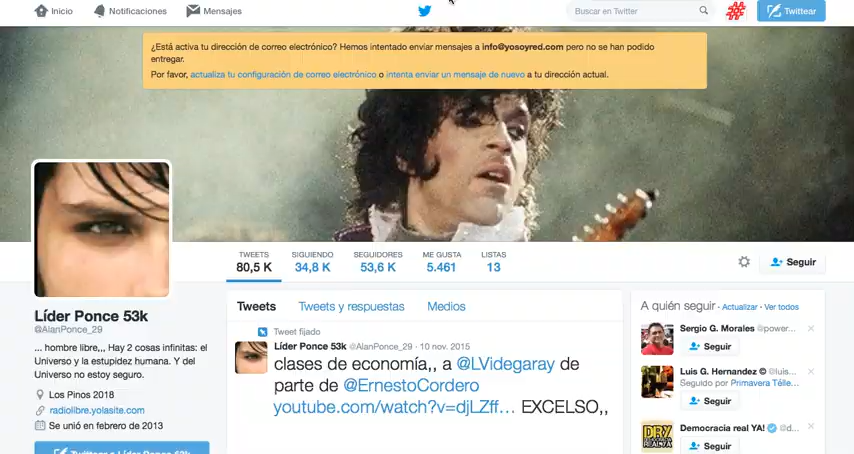 Inicio Notificaciones Mensajes Buscar en Twitter Twittear
¿Está activa tu dirección de correo electrónico? Hemos intentado enviar mensajes a info@yosoyred.com pero no se han podido
entregar.
Por favor, actualiza tu configuración de correo electrónico o intenta enviar un mensaje de nuevo a tu dirección actual.
TWEETS SIGUIENDO SEGUIDORES ME GUSTA LISTAS
80,5 K 34,8 K 53,6 K 5.461 13
Seguir
Líder Ponce 53k
@AlanPonce_29
... hombre libre,,, Hay 2 cosas infinitas: el
Universo y la estupidez humana. Y del
Universo no estoy seguro.
Los Pinos 2018
radiolibre.yolasite.com
Se unió en febrero de 2013
Tweets Tweets y respuestas Medios
Tweet fijado
Líder Ponce 53k @AlanPonce_29 · 10 nov. 2015
clases de economía,, a @LVidegaray de
parte de @ErnestoCordero
youtube.com/watch?v=djLZff... EXCELSO,,
A quién seguir · Actualizar · Ver todos
Sergio G. Morales @power...
Seguir
Luis G. Hernandez © @luis...
Seguido por Primavera Télle...
Seguir
DRY
Democracia real YA! @d...
Seguir